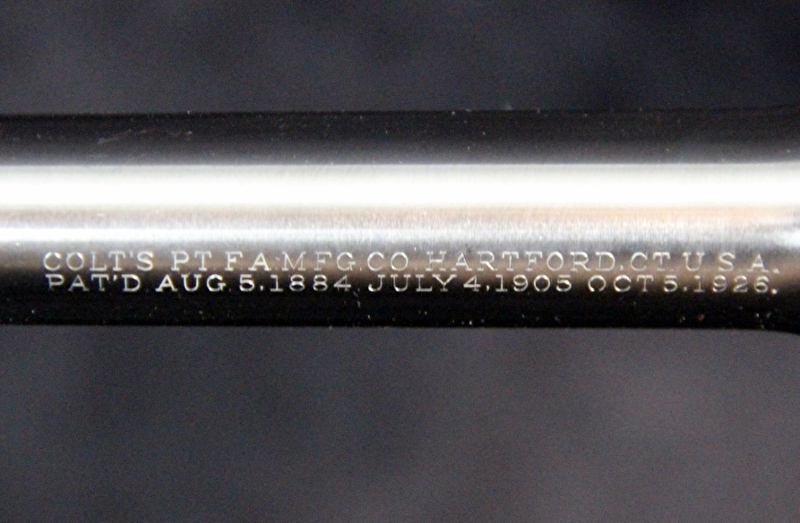 COLT'S PT. F.A. MFG. CO. HARTFORD, CT. U.S.A.
PAT'D AUG. 5, 1884, JULY 4, 1905, OCT. 5, 1926.